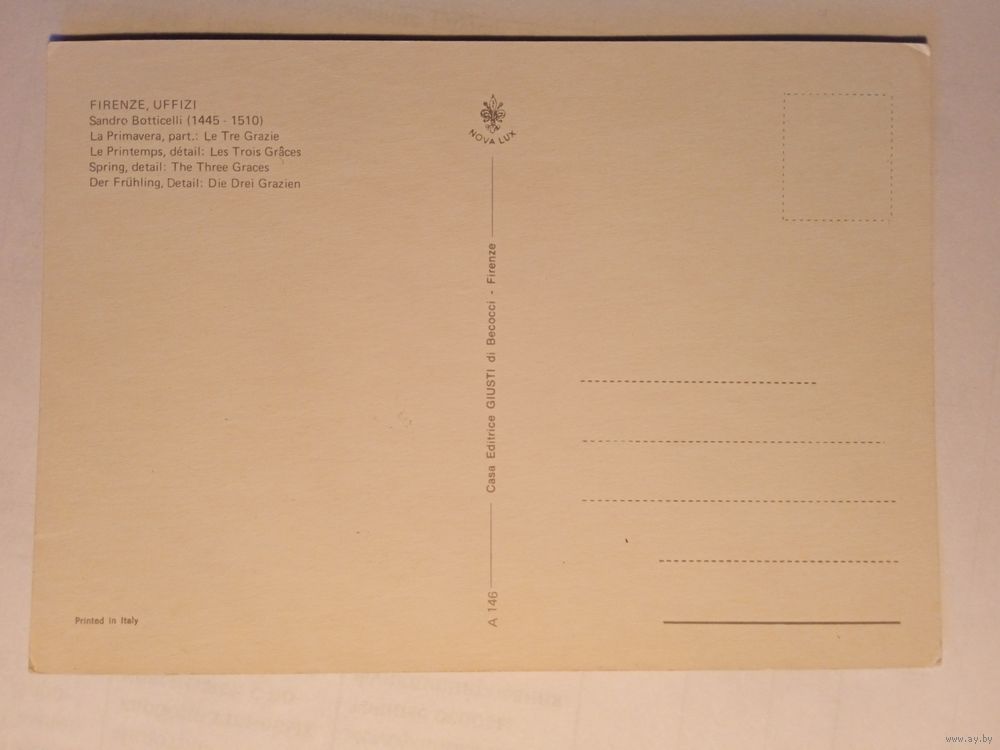 FIRENZE, UFFIZI
Sandro Botticelli (1445 - 1510)
La Primavera, part.: Le Tre Grazie
Le Printemps, détail: Les Trois Grâces
Spring, detail: The Three Graces
Der Frühling, Detail: Die Drei Grazien
Printed in Italy
NOVA LUX
Casa Editrice GIUSTI di Becocci - Firenze
A 146
www.ay.by